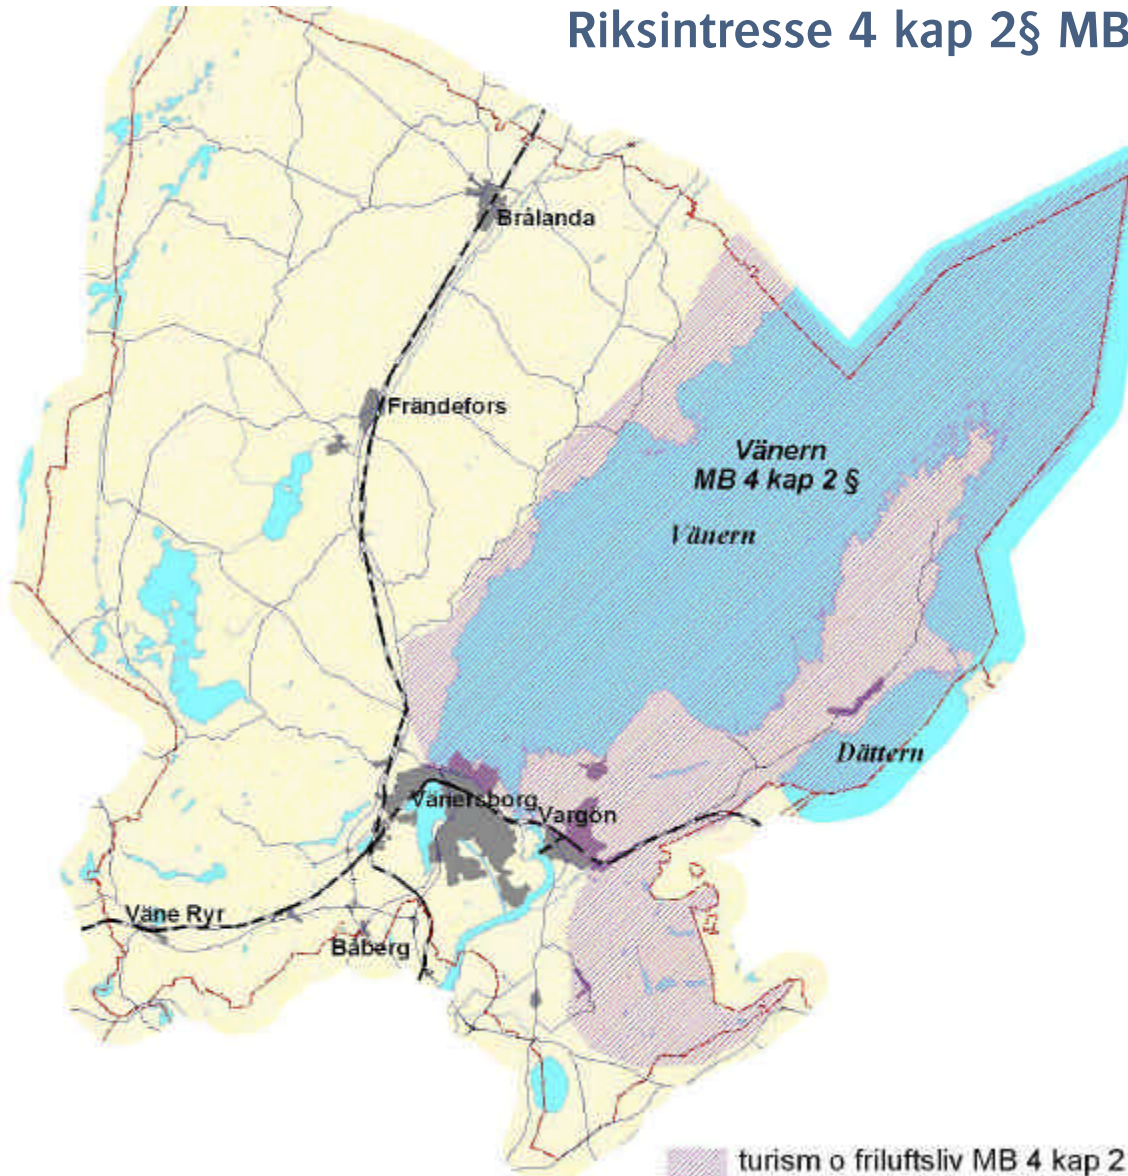 Riksintresse 4 kap 2§ MB
Brålanda
Frändefors
Vänern
MB 4 kap 2 §
Vänern
Dättern
Vänersborg
Vargön
Väne Ryr
Båberg
turism o friluftsliv MB 4 kap 2